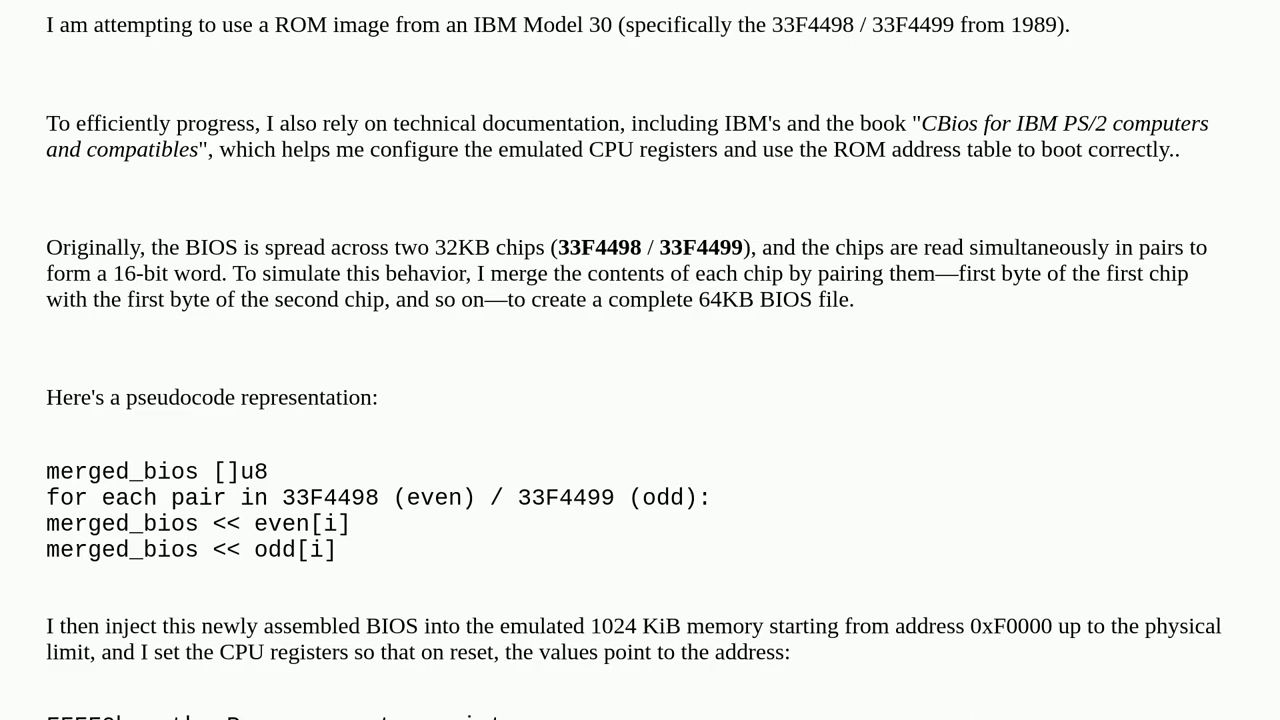 I am attempting to use a ROM image from an IBM Model 30 (specifically the 33F4498 / 33F4499 from 1989).
To efficiently progress, I also rely on technical documentation, including IBM's and the book "CBios for IBM PS/2 computers
and compatibles", which helps me configure the emulated CPU registers and use the ROM address table to boot correctly..
Originally, the BIOS is spread across two 32KB chips (33F4498 / 33F4499), and the chips are read simultaneously in pairs to
form a 16-bit word. To simulate this behavior, I merge the contents of each chip by pairing them—first byte of the first chip
with the first byte of the second chip, and so on—to create a complete 64KB BIOS file.
Here's a pseudocode representation:
merged_bios []u8
for each pair in 33F4498 (even) / 33F4499 (odd):
merged_bios << even[i]
merged_bios << odd[i]
I then inject this newly assembled BIOS into the emulated 1024 KiB memory starting from address 0xF0000 up to the physical
limit, and I set the CPU registers so that on reset, the values point to the address: